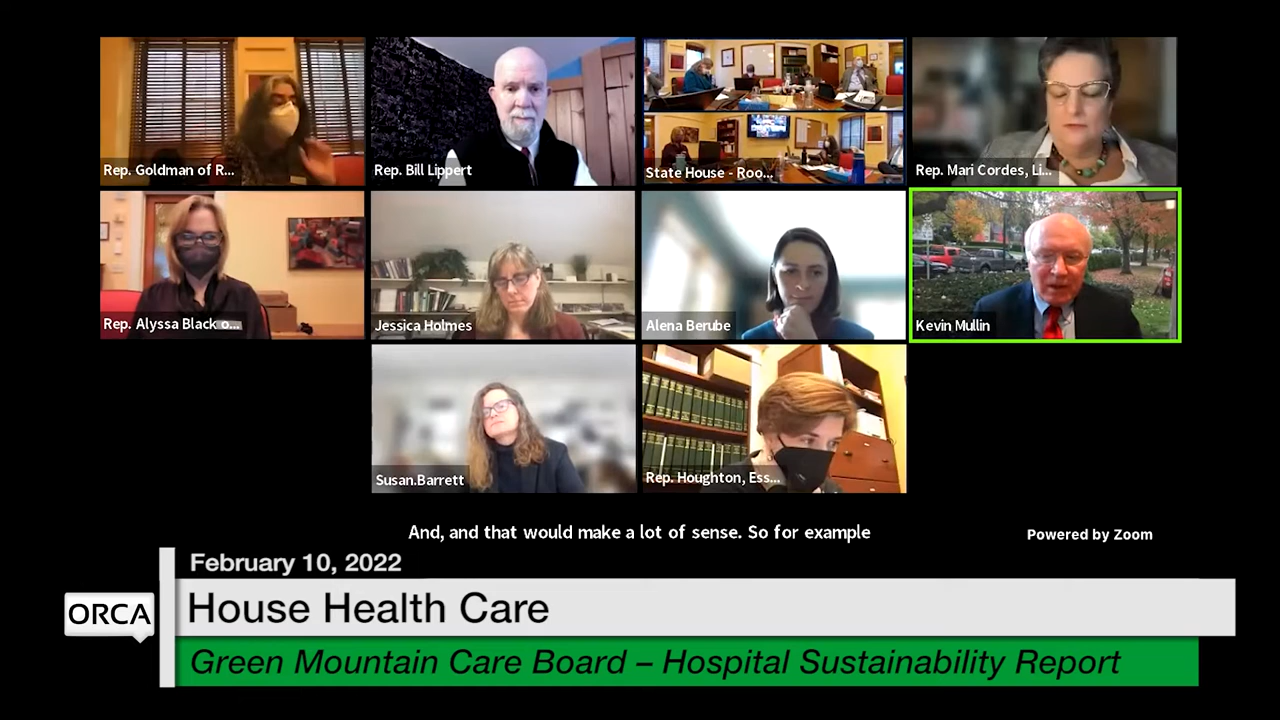 Rep. Goldman of R...
Rep. Bill Lippert
State House - Roo...
Rep. Mari Cordes, Li...
Rep. Alyssa Black o...
Jessica Holmes
Alena Berube
Kevin Mullin
Susan.Barrett
Rep. Houghton, Ess...
And, and that would make a lot of sense. So for example
Powered by Zoom
February 10, 2022
ORCA
House Health Care
Green Mountain Care Board – Hospital Sustainability Report